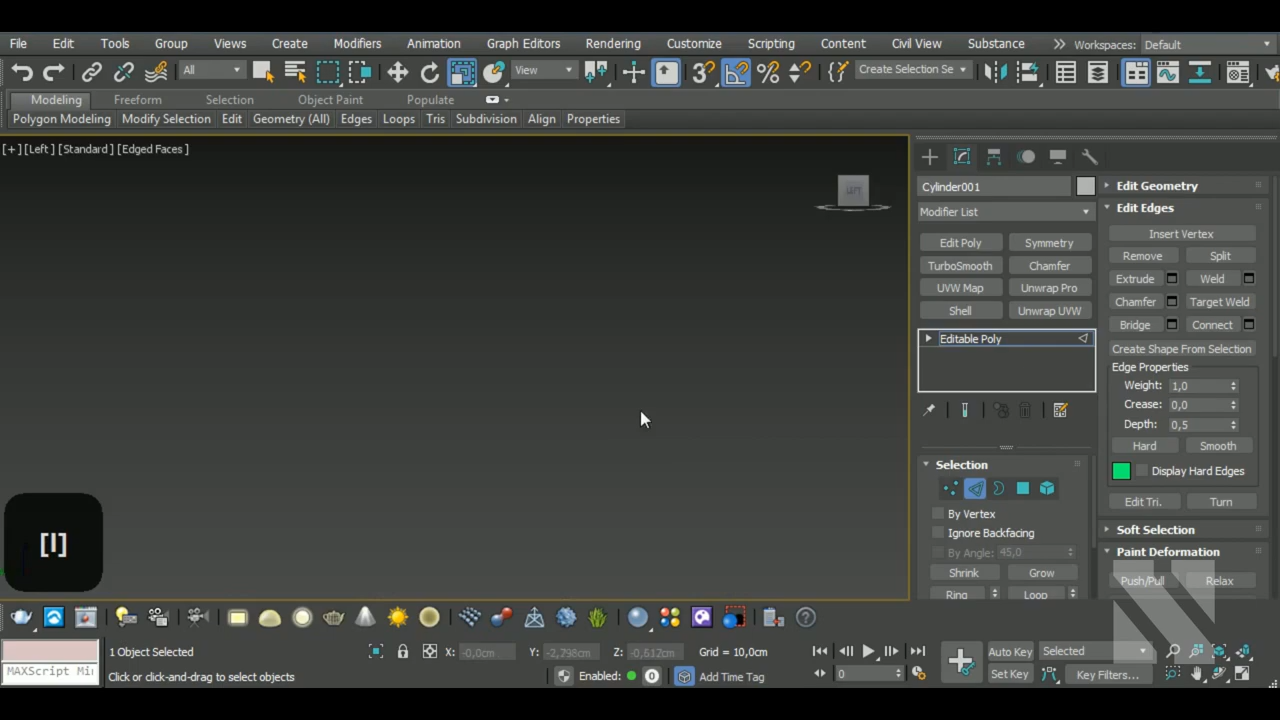 File Edit Tools Group Views Create Modifiers Animation Graph Editors Rendering Customize Scripting Content Civil View Substance Workspaces: Default
All View Create Selection Se
Modeling Freeform Selection Object Paint Populate
Polygon Modeling Modify Selection Edit Geometry (All) Edges Loops Tris Subdivision Align Properties
[+] [Left ] [Standard ] [Edged Faces ]
LEFT
Cylinder001
Modifier List
Edit Poly Symmetry
TurboSmooth Chamfer
UVW Map Unwrap Pro
Shell Unwrap UVW
Editable Poly
Selection
By Vertex
Ignore Backfacing
By Angle: 45,0
Shrink Grow
Ring Loop
Edit Geometry
Edit Edges
Insert Vertex
Remove Split
Extrude Weld
Chamfer Target Weld
Bridge Connect
Create Shape From Selection
Edge Properties
Weight: 1,0
Crease: 0,0
Depth: 0,5
Hard Smooth
Display Hard Edges
Edit Tri. Turn
Soft Selection
Paint Deformation
Push/Pull Relax
[I]
1 Object Selected X: -0,0cm Y: -2,798cm Z: -0,612cm Grid = 10,0cm Auto Key Selected
MAXScript Mi Click or click-and-drag to select objects Enabled: 0 Add Time Tag 0 Set Key Key Filters...